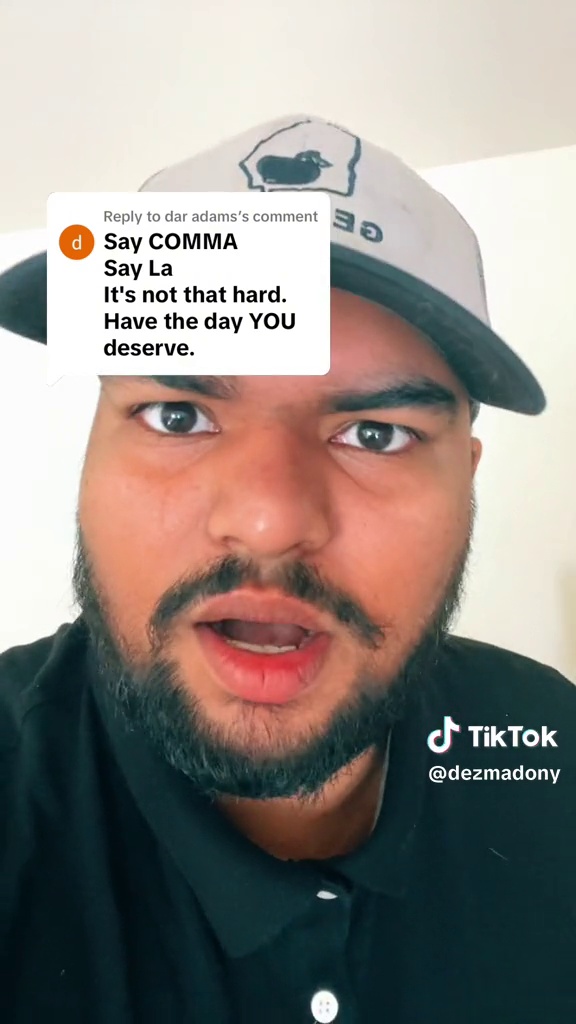 Reply to dar adams's comment
d
Say COMMA
Say La
It's not that hard.
Have the day YOU
deserve.
TikTok
@dezmadony